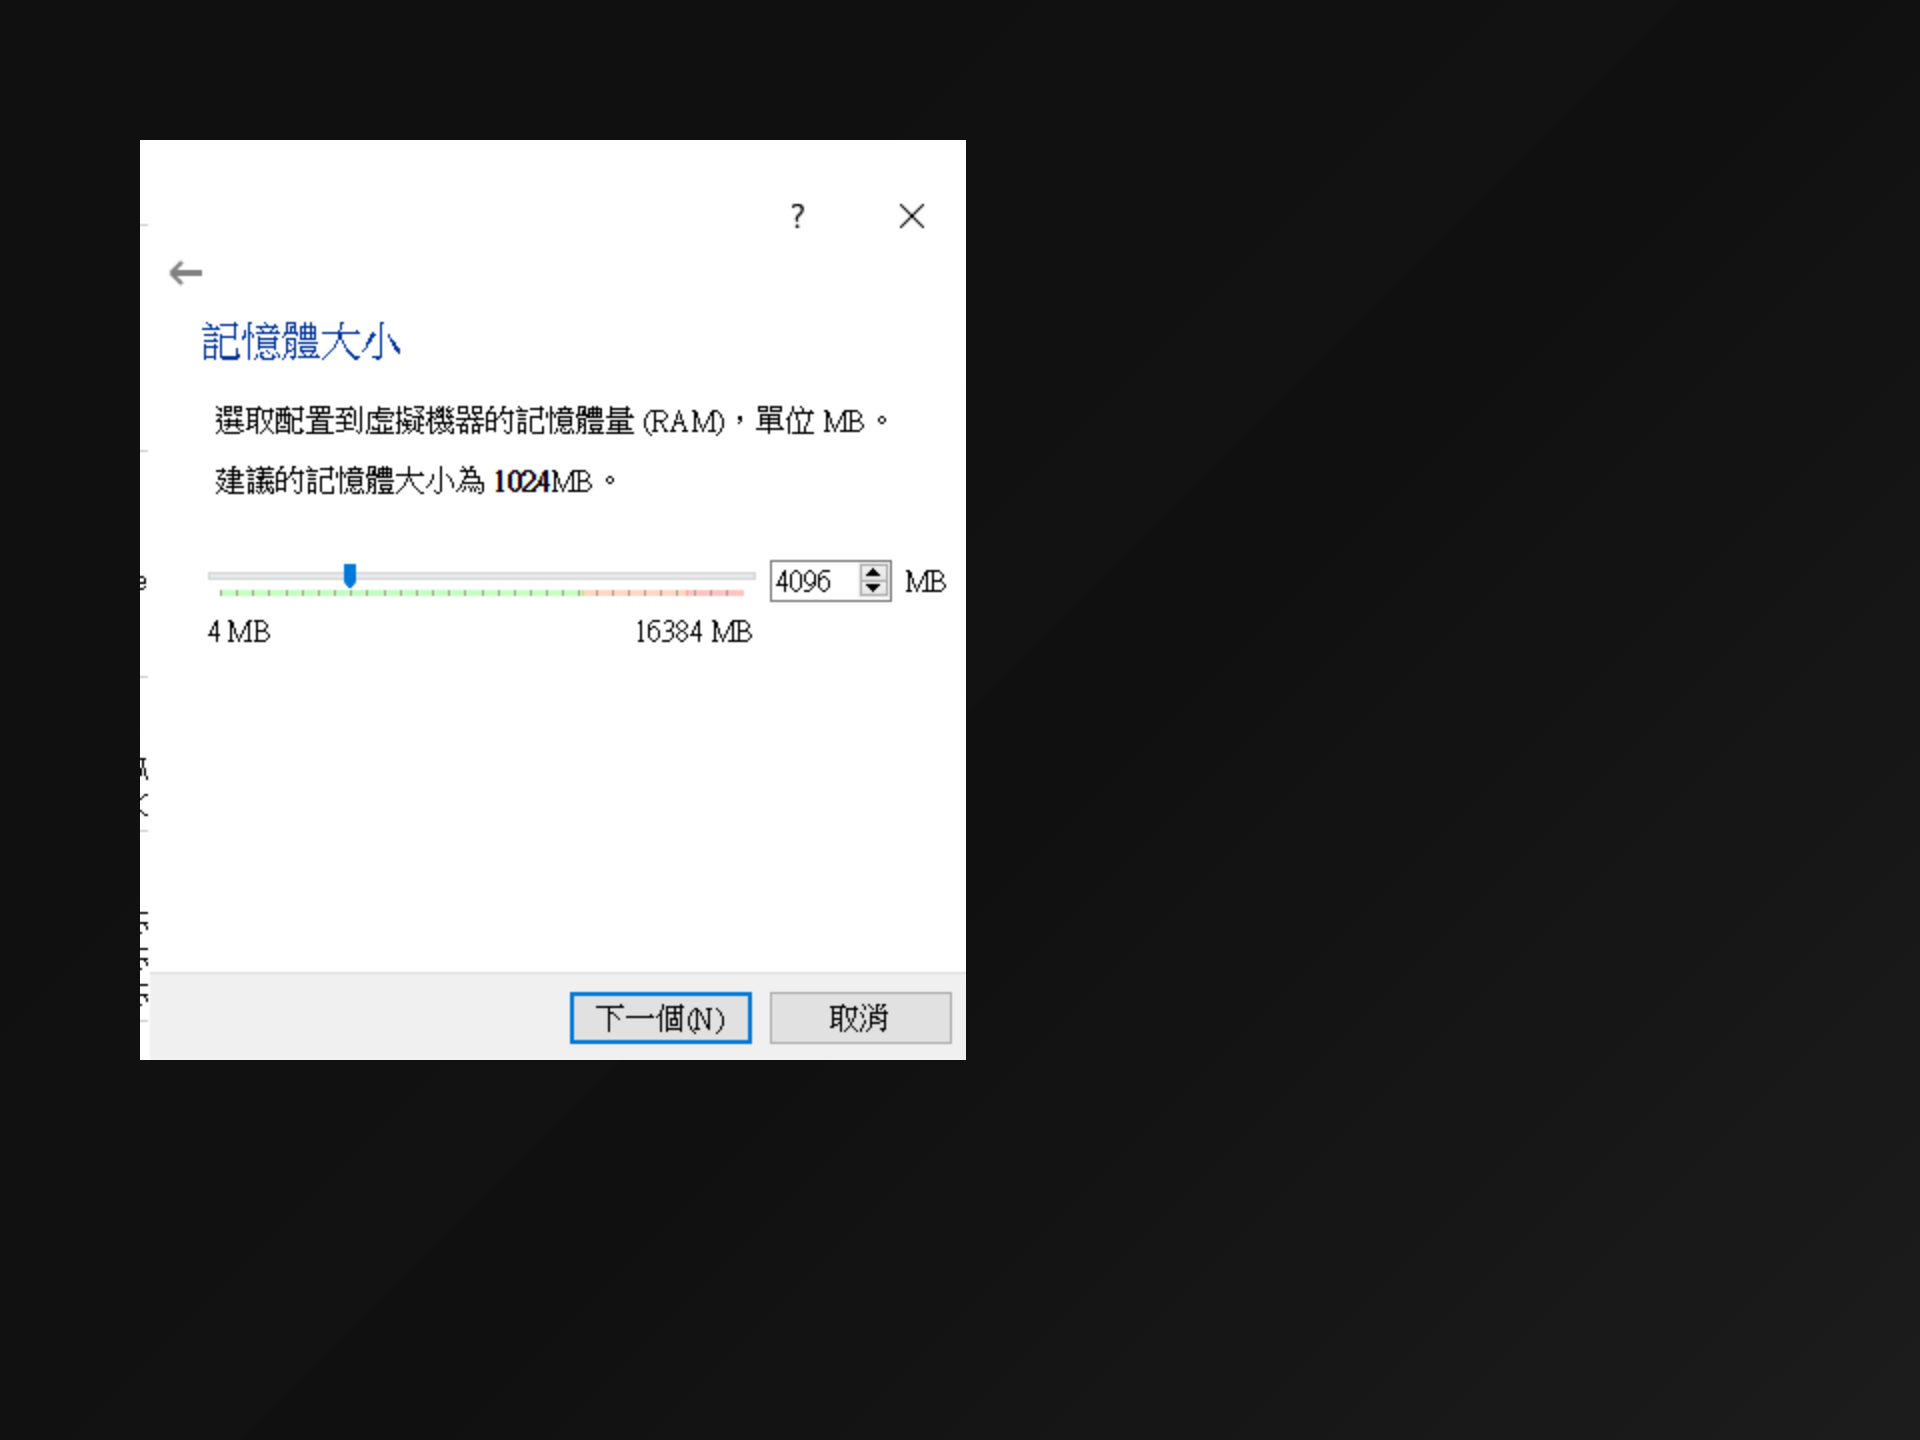 ?
記憶體大小
選取配置到虛擬機器的記憶體量 (RAM)，單位 MB。
建議的記憶體大小為 1024MB。
4096 MB
4 MB 16384 MB
下一個(N) 取消